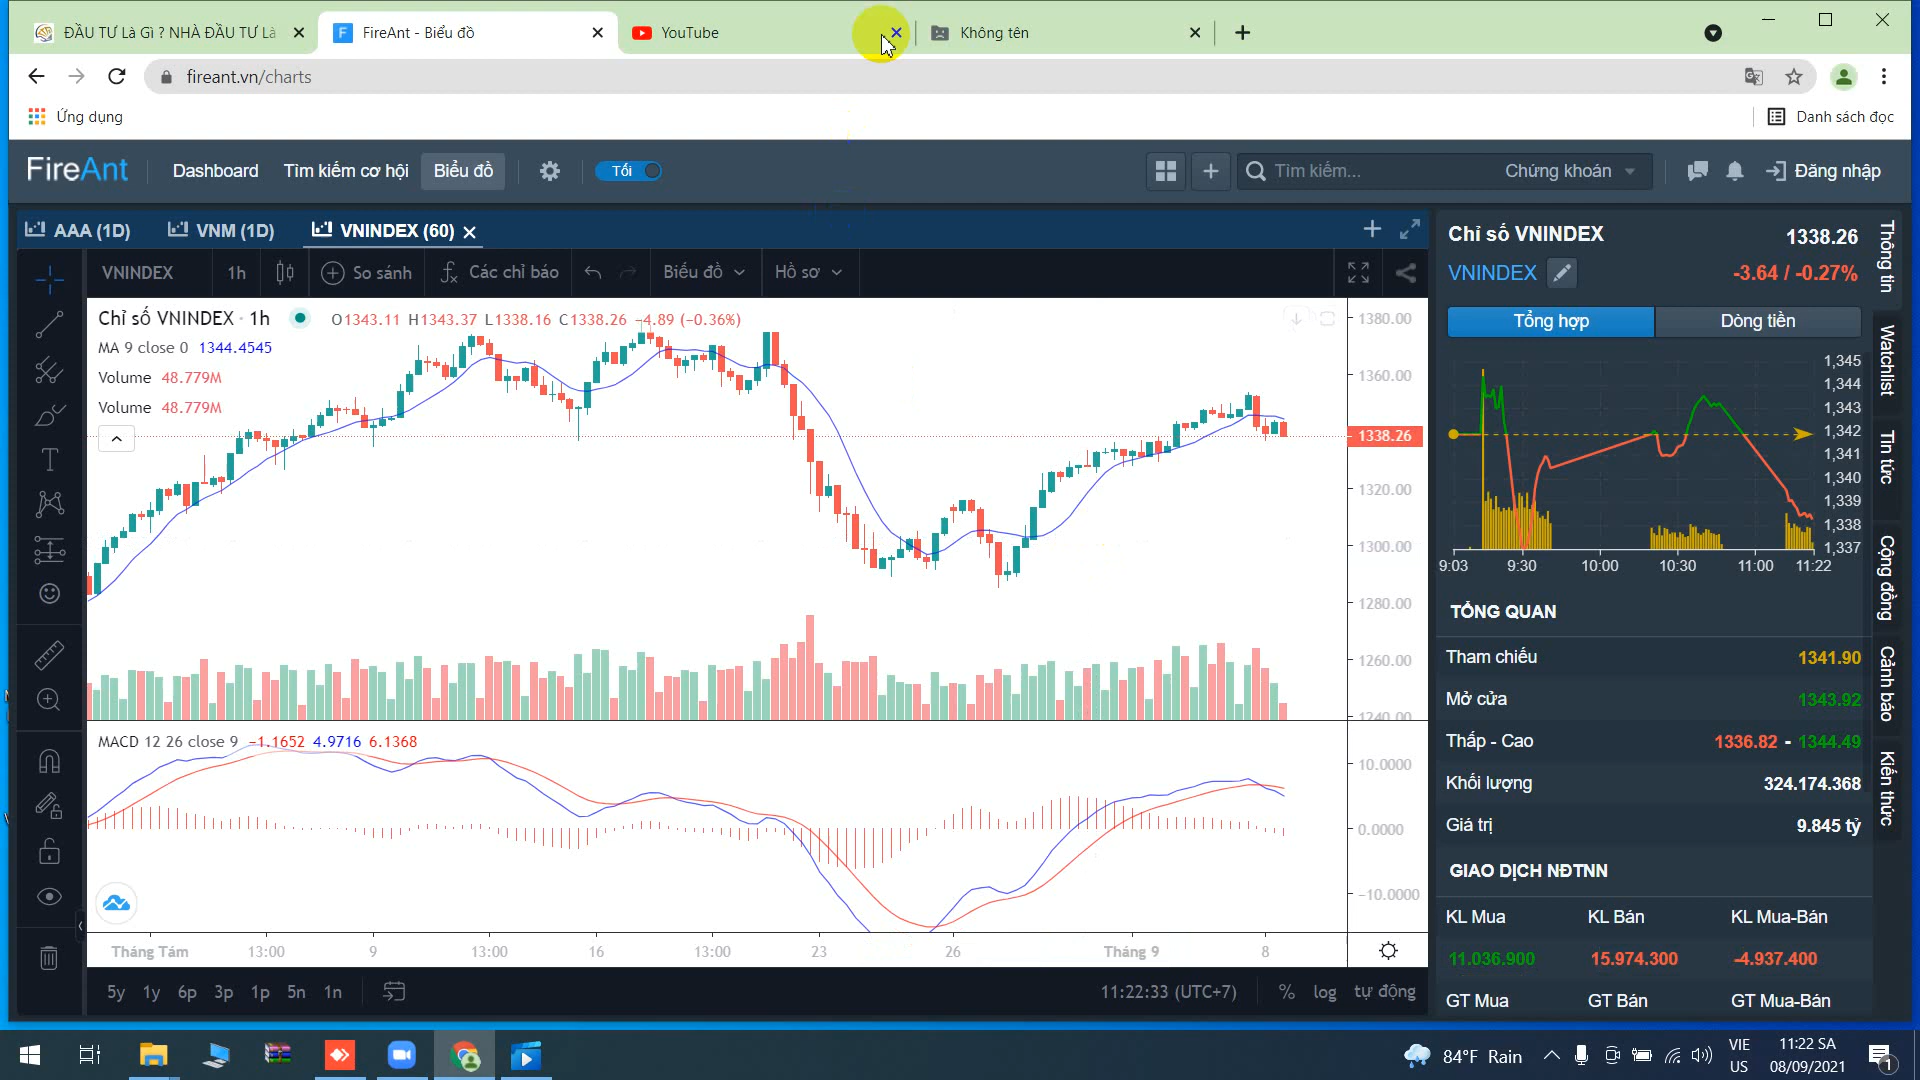 ĐẦU TƯ Là Gì ? NHÀ ĐẦU TƯ Là
FireAnt - Biểu đồ
YouTube
Không tên
fireant.vn/charts
Ứng dụng
Danh sách đọc
FireAnt
Dashboard
Tìm kiếm cơ hội
Biểu đồ
Tối
Tìm kiếm...
Chứng khoán
Đăng nhập
AAA (1D)
VNM (1D)
VNINDEX (60)
VNINDEX
1h
So sánh
Các chỉ báo
Biểu đồ
Hồ sơ
Chỉ số VNINDEX · 1h
O1343.11 H1343.37 L1338.16 C1338.26 -4.89 (-0.36%)
MA 9 close 0 1344.4545
Volume 48.779M
Volume 48.779M
1380.00
1360.00
1338.26
1320.00
1300.00
1280.00
1260.00
1240.00
MACD 12 26 close 9 -1.1652 4.9716 6.1368
10.0000
0.0000
-10.0000
Tháng Tám
13:00
9
13:00
16
13:00
23
26
Tháng 9
8
5y 1y 6p 3p 1p 5n 1n
11:22:33 (UTC+7)
% log tự động
Chỉ số VNINDEX
1338.26
VNINDEX
-3.64 / -0.27%
Tổng hợp
Dòng tiền
1,345
1,344
1,343
1,342
1,341
1,340
1,339
1,338
1,337
9:03 9:30 10:00 10:30 11:00 11:22
TỔNG QUAN
Tham chiếu 1341.90
Mở cửa 1343.92
Thấp - Cao 1336.82 - 1344.49
Khối lượng 324.174.368
Giá trị 9.845 tỷ
GIAO DỊCH NĐTNN
KL Mua KL Bán KL Mua-Bán
11.036.900 15.974.300 -4.937.400
GT Mua GT Bán GT Mua-Bán
Thông tin
Watchlist
Tin tức
Cộng đồng
Cảnh báo
Kiến thức
84°F Rain
VIE
US
11:22 SA
08/09/2021
1